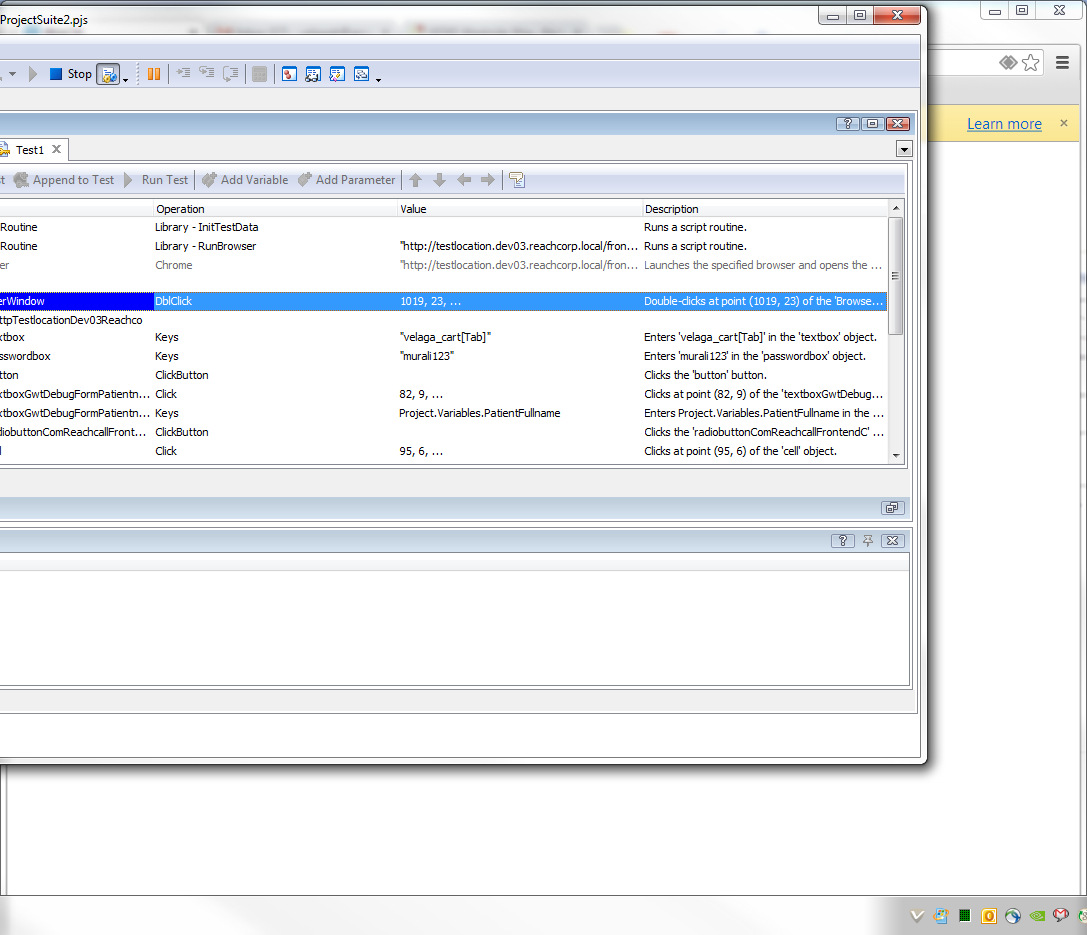 ProjectSuite2.pjs
Stop
Learn more
Test1
st Append to Test Run Test Add Variable Add Parameter
Operation Value Description
Routine Library - InitTestData Runs a script routine.
Routine Library - RunBrowser "http://testlocation.dev03.reachcorp.local/fron... Runs a script routine.
er Chrome "http://testlocation.dev03.reachcorp.local/fron... Launches the specified browser and opens the ...
erWindow DblClick 1019, 23, ... Double-clicks at point (1019, 23) of the 'Browse...
ttpTestlocationDev03Reachco
xtbox Keys "velaga_cart[Tab]" Enters 'velaga_cart[Tab]' in the 'textbox' object.
sswordbox Keys "murali123" Enters 'murali123' in the 'passwordbox' object.
tton ClickButton Clicks the 'button' button.
xtboxGwtDebugFormPatientn... Click 82, 9, ... Clicks at point (82, 9) of the 'textboxGwtDebug...
xtboxGwtDebugFormPatientn... Keys Project.Variables.PatientFullname Enters Project.Variables.PatientFullname in the ...
diobuttonComReachcallFront... ClickButton Clicks the 'radiobuttonComReachcallFrontendC' ...
l Click 95, 6, ... Clicks at point (95, 6) of the 'cell' object.